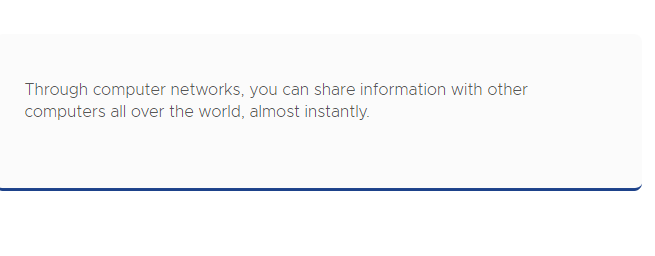 Through computer networks, you can share information with other
computers all over the world, almost instantly.